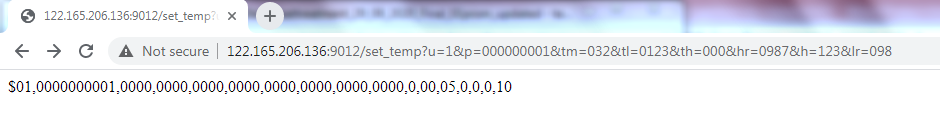 122.165.206.136:9012/set_temp?u
Not secure | 122.165.206.136:9012/set_temp?u=1&p=000000001&tm=032&tl=0123&th=000&hr=0987&h=123&lr=098
$01,0000000001,0000,0000,0000,0000,0000,0000,0000,0000,0,00,05,0,0,0,10